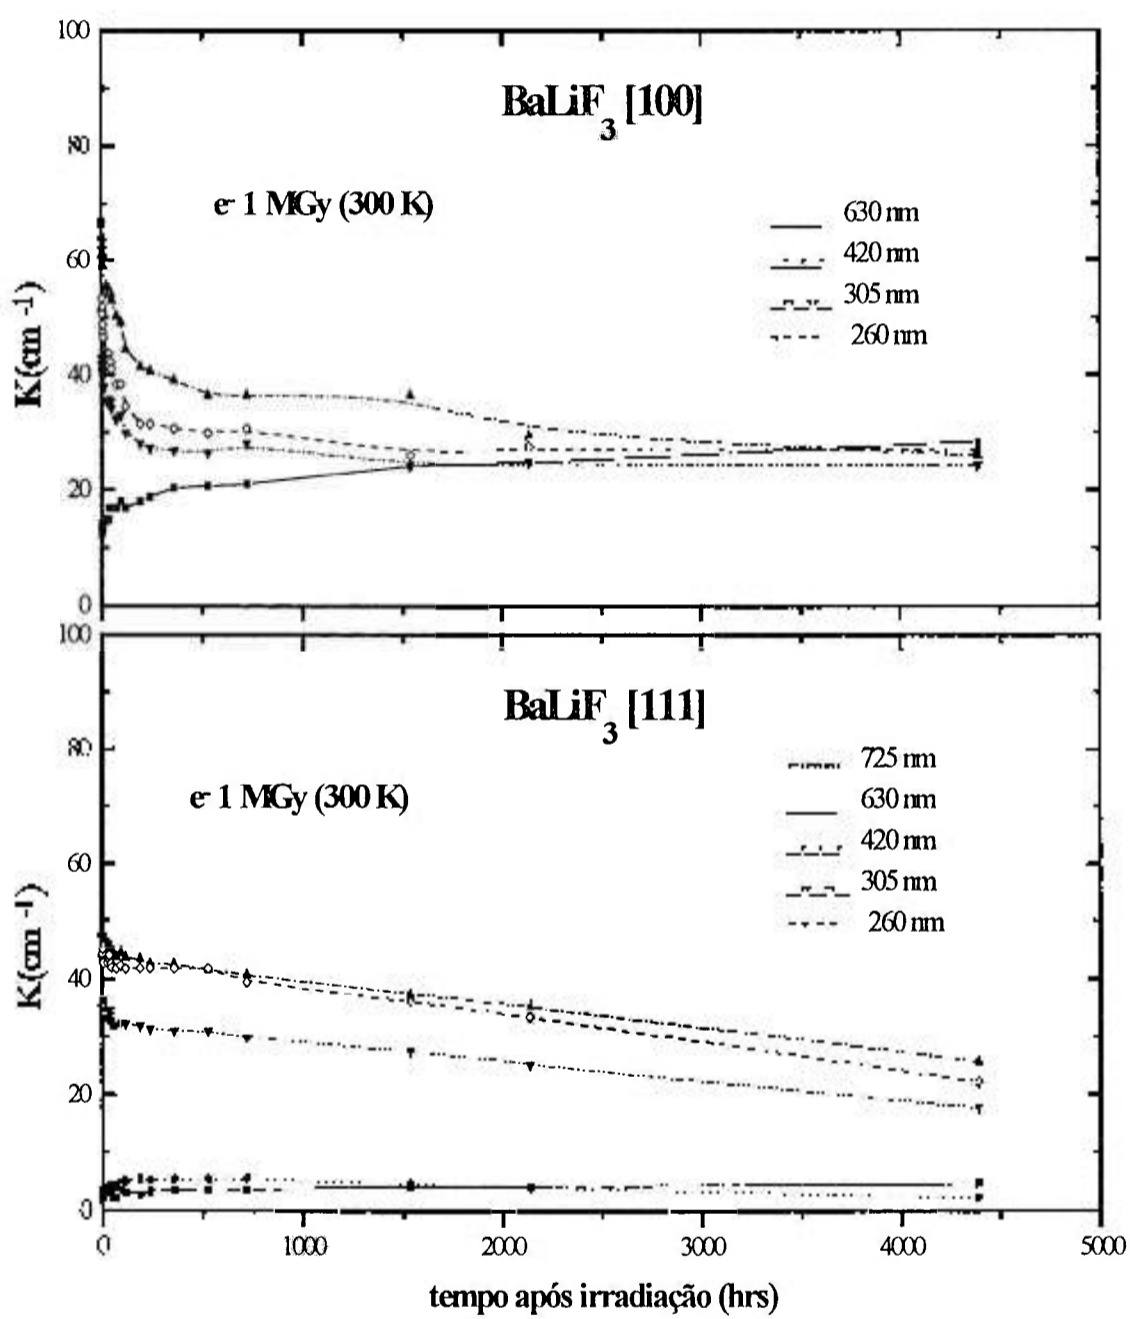 100
BaLiF3 [100]
80
e- 1 MGy (300 K)
630 nm
60
420 nm
305 nm
260 nm
K(cm -1)
40
20
0
100
BaLiF3 [111]
80
725 nm
e- 1 MGy (300 K)
630 nm
60
420 nm
305 nm
260 nm
K(cm -1)
40
20
0
0 1000 2000 3000 4000 5000
tempo após irradiação (hrs)